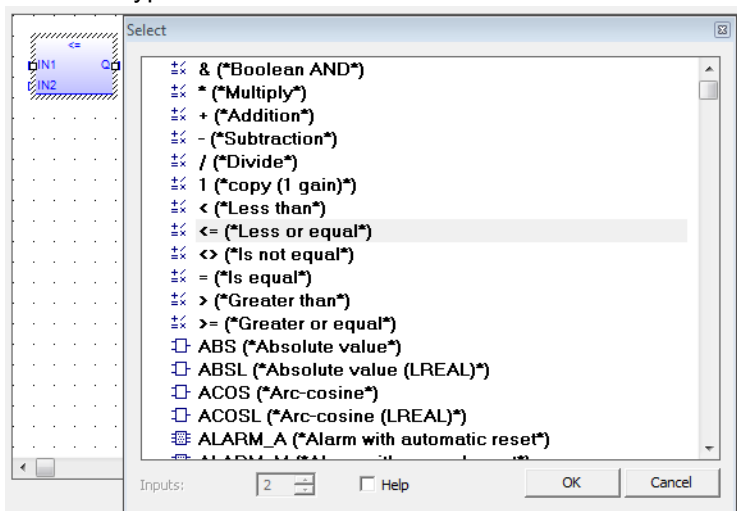 Select
<=
IN1 Q
IN2
& (*Boolean AND*)
* (*Multiply*)
+ (*Addition*)
- (*Subtraction*)
/ (*Divide*)
1 (*copy (1 gain)*)
< (*Less than*)
<= (*Less or equal*)
<> (*Is not equal*)
= (*Is equal*)
> (*Greater than*)
>= (*Greater or equal*)
ABS (*Absolute value*)
ABSL (*Absolute value (LREAL)*)
ACOS (*Arc-cosine*)
ACOSL (*Arc-cosine (LREAL)*)
ALARM_A (*Alarm with automatic reset*)
Inputs: 2 Help OK Cancel